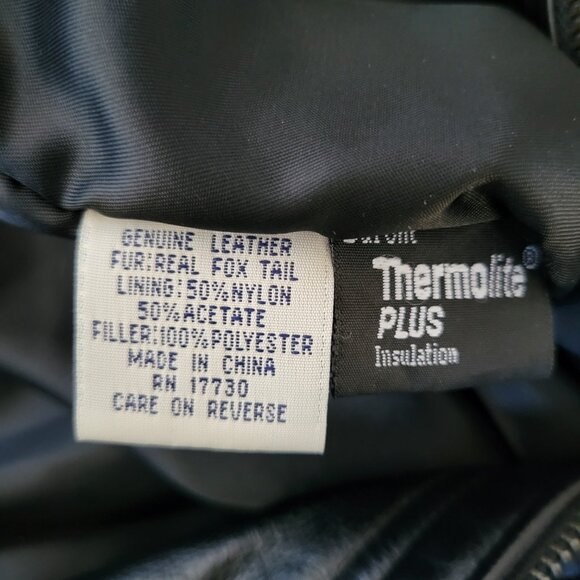 GENUINE LEATHER
FUR:REAL FOX TAIL
LINING:50%NYLON
50%ACETATE
FILLER:100%POLYESTER
MADE IN CHINA
RN 17730
CARE ON REVERSE
DuPont
Thermolite®
PLUS
Insulation